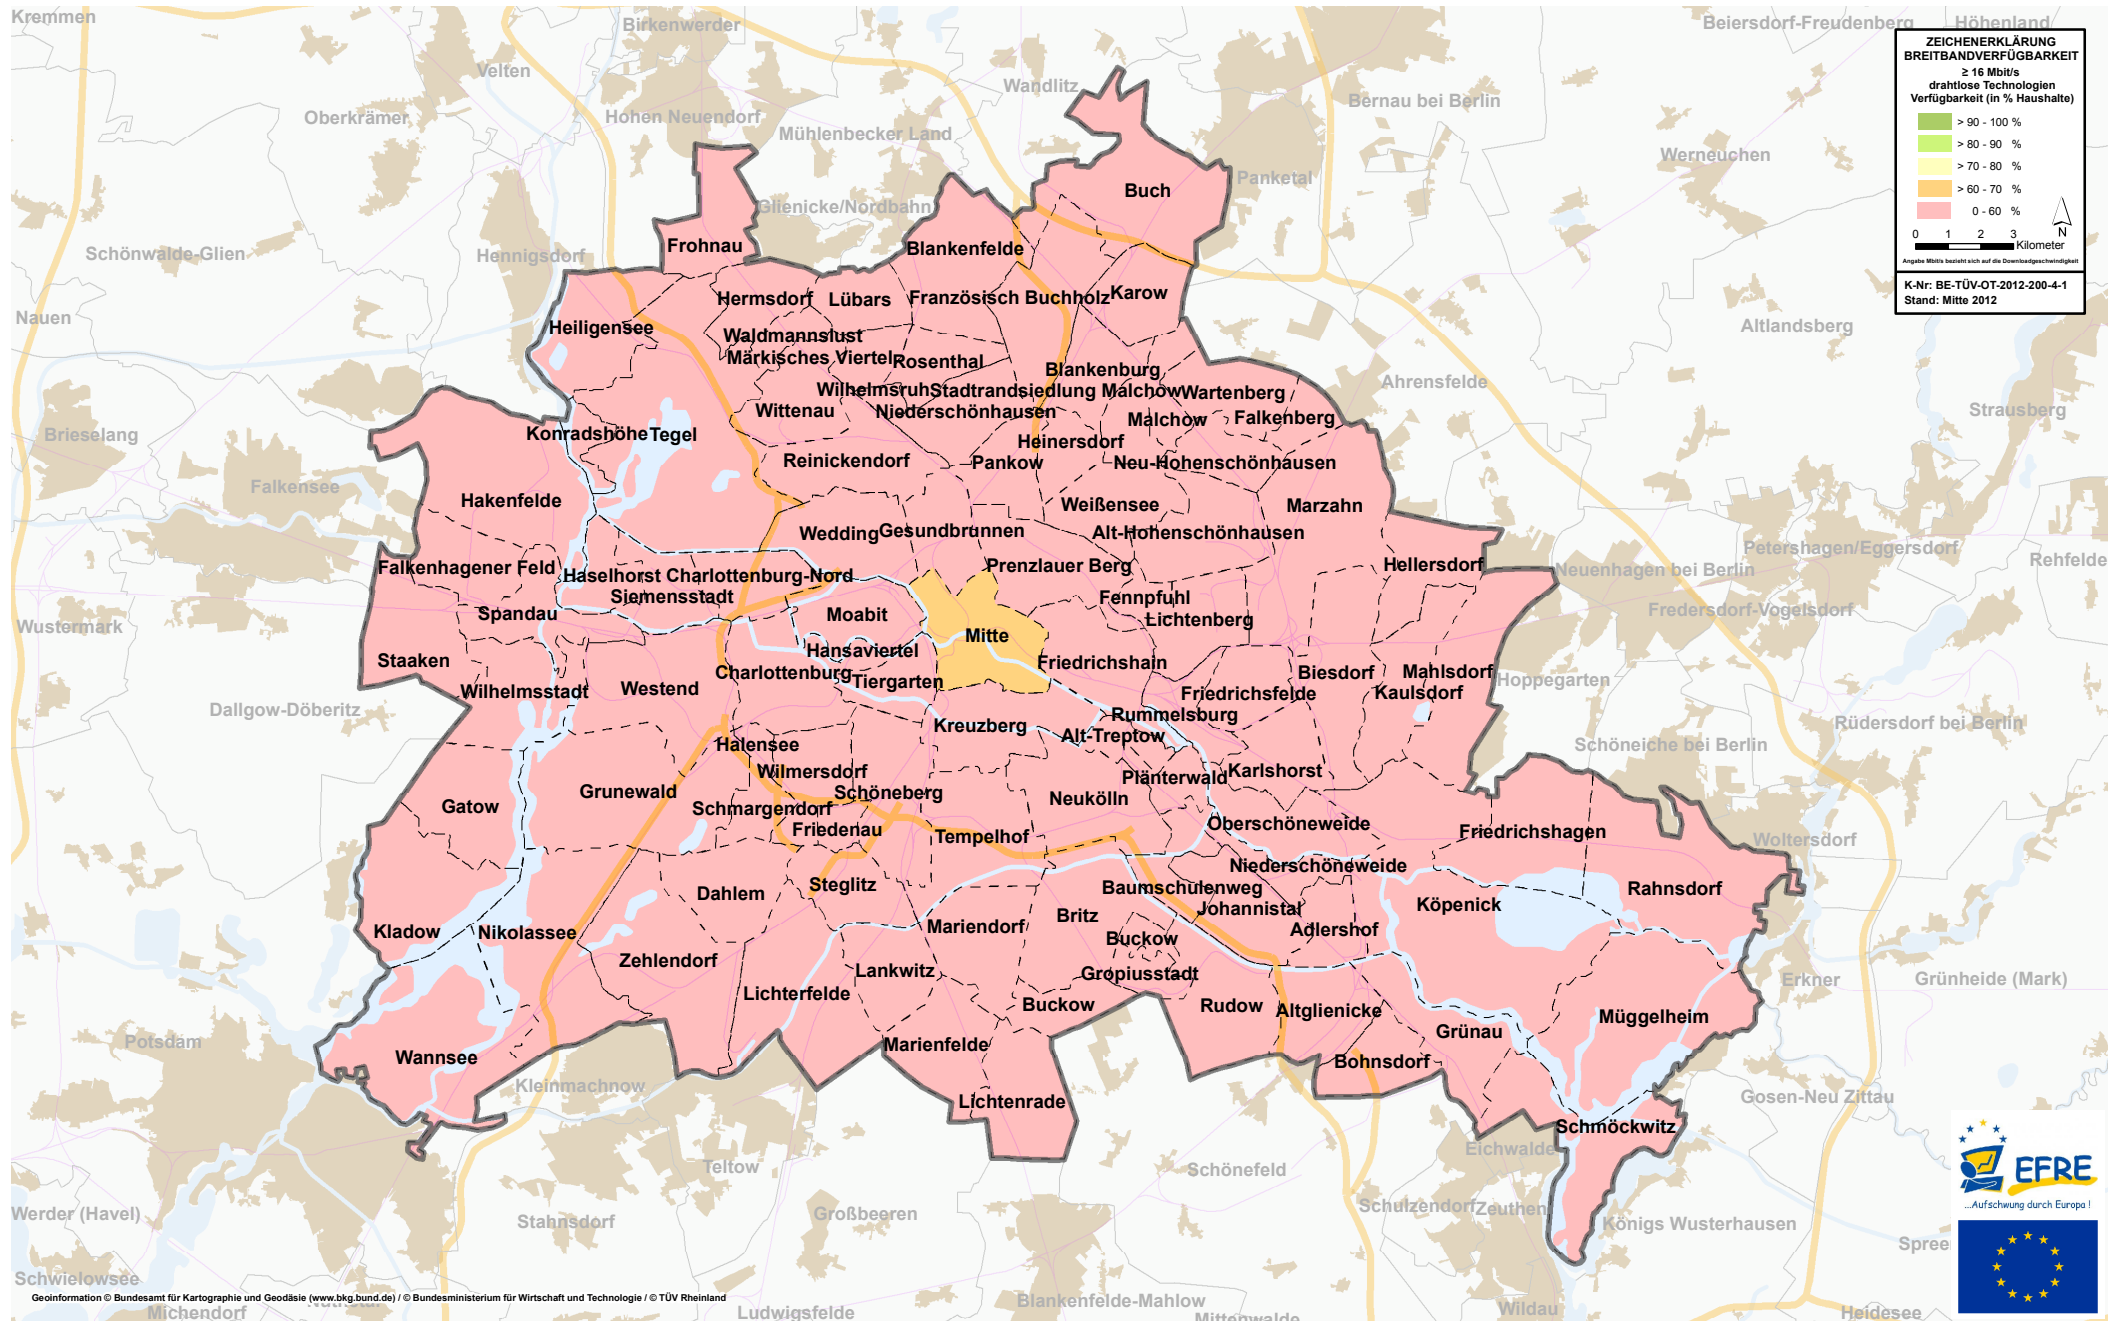 Kremmen
Birkenwerder
Beiersdorf-Freudenberg
Höhenland
Velten
Wandlitz
Oberkrämer
Hohen Neuendorf
Mühlenbecker Land
Bernau bei Berlin
Werneuchen
Panketal
Glienicke/Nordbahn
Schönwalde-Glien
Hennigsdorf
Nauen
Altlandsberg
Ahrensfelde
Strausberg
Brieselang
Falkensee
Petershagen/Eggersdorf
Rehfelde
Neuenhagen bei Berlin
Fredersdorf-Vogelsdorf
Wustermark
Hoppegarten
Dallgow-Döberitz
Rüdersdorf bei Berlin
Schöneiche bei Berlin
Woltersdorf
Erkner
Grünheide (Mark)
Potsdam
Kleinmachnow
Gosen-Neu Zittau
Eichwalde
Teltow
Schönefeld
Schulzendorf
Zeuthen
Werder (Havel)
Stahnsdorf
Großbeeren
Königs Wusterhausen
Spree
Schwielowsee
Michendorf
Ludwigsfelde
Blankenfelde-Mahlow
Mittenwalde
Wildau
Heidesee
ZEICHENERKLÄRUNG
BREITBANDVERFÜGBARKEIT
≥ 16 Mbit/s
drahtlose Technologien
Verfügbarkeit (in % Haushalte)
> 90 - 100 %
> 80 - 90 %
> 70 - 80 %
> 60 - 70 %
0 - 60 %
N
0 1 2 3
Kilometer
Angabe Mbit/s bezieht sich auf die Downloadgeschwindigkeit
K-Nr: BE-TÜV-OT-2012-200-4-1
Stand: Mitte 2012
Buch
Frohnau
Blankenfelde
Hermsdorf
Lübars
Französisch Buchholz
Karow
Heiligensee
Waldmannslust
Märkisches Viertel
Rosenthal
Blankenburg
Wilhelmsruh
Stadtrandsiedlung Malchow
Wartenberg
Wittenau
Niederschönhausen
Malchow
Falkenberg
Konradshöhe
Tegel
Heinersdorf
Reinickendorf
Pankow
Neu-Hohenschönhausen
Hakenfelde
Weißensee
Marzahn
Wedding
Gesundbrunnen
Alt-Hohenschönhausen
Falkenhagener Feld
Haselhorst
Charlottenburg-Nord
Prenzlauer Berg
Hellersdorf
Siemensstadt
Fennpfuhl
Spandau
Moabit
Lichtenberg
Mitte
Staaken
Hansaviertel
Friedrichshain
Charlottenburg
Tiergarten
Biesdorf
Mahlsdorf
Wilhelmsstadt
Westend
Friedrichsfelde
Kaulsdorf
Kreuzberg
Rummelsburg
Alt-Treptow
Halensee
Wilmersdorf
Plänterwald
Karlshorst
Grunewald
Schöneberg
Neukölln
Gatow
Schmargendorf
Friedenau
Tempelhof
Oberschöneweide
Friedrichshagen
Niederschöneweide
Dahlem
Steglitz
Baumschulenweg
Rahnsdorf
Johannistal
Köpenick
Britz
Mariendorf
Adlershof
Kladow
Nikolassee
Buckow
Zehlendorf
Lankwitz
Gropiusstadt
Lichterfelde
Buckow
Rudow
Altglienicke
Müggelheim
Grünau
Wannsee
Marienfelde
Bohnsdorf
Lichtenrade
Schmöckwitz
EFRE
...Aufschwung durch Europa !
Geoinformation © Bundesamt für Kartographie und Geodäsie (www.bkg.bund.de) / © Bundesministerium für Wirtschaft und Technologie / © TÜV Rheinland